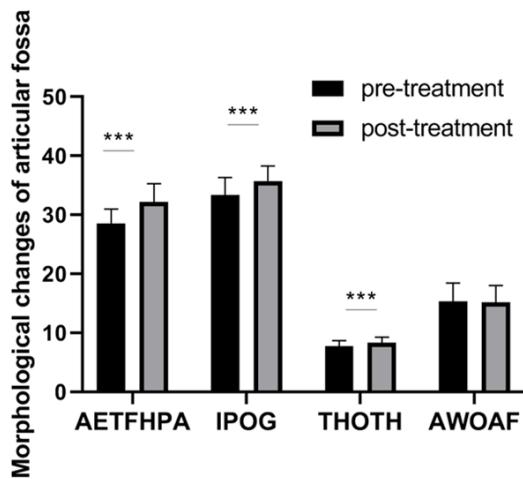 Morphological changes of articular fossa
pre-treatment
post-treatment
50
40
30
20
10
0
***
***
***
AETFHPA IPOG THOTH AWOAF